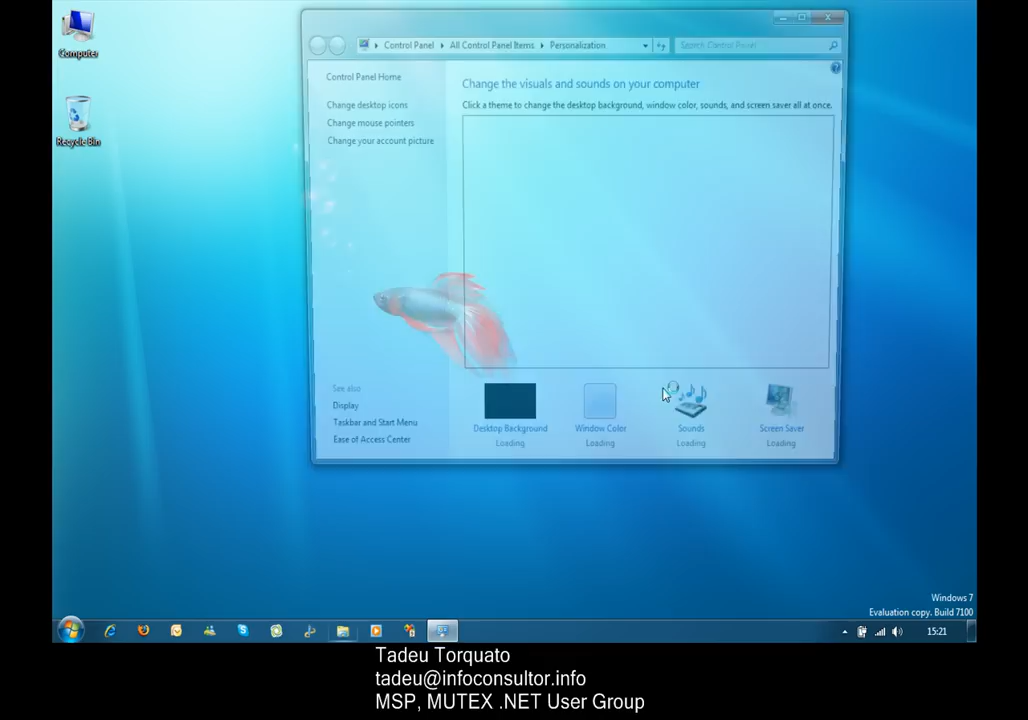 Computer
Recycle Bin
Control Panel
All Control Panel Items
Personalization
Search Control Panel
Control Panel Home
Change desktop icons
Change mouse pointers
Change your account picture
Change the visuals and sounds on your computer
Click a theme to change the desktop background, window color, sounds, and screen saver all at once.
See also
Display
Taskbar and Start Menu
Ease of Access Center
Desktop Background
Loading
Window Color
Loading
Sounds
Loading
Screen Saver
Loading
Windows 7
Evaluation copy. Build 7100
15:21
Tadeu Torquato
tadeu@infoconsultor.info
MSP, MUTEX .NET User Group